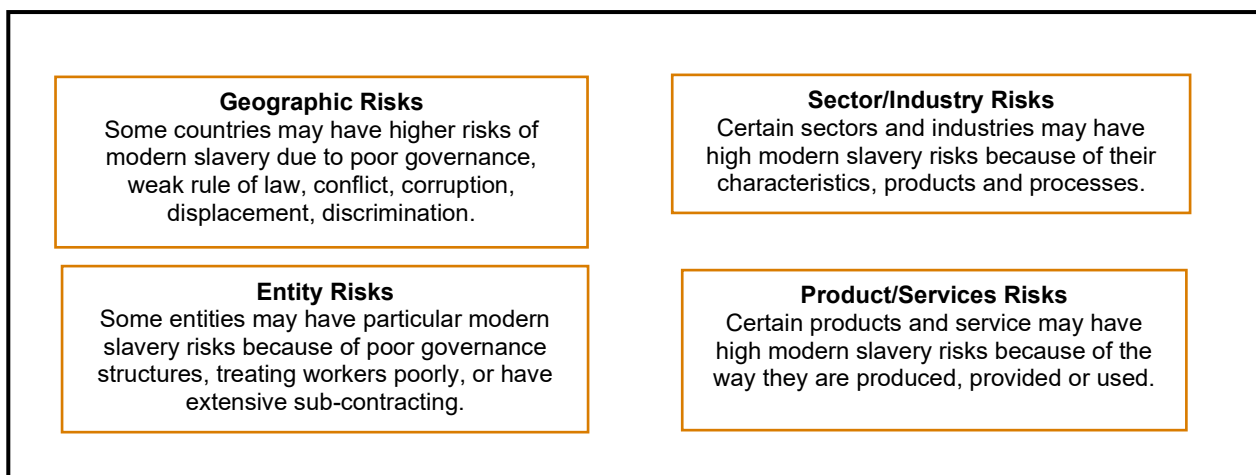 Geographic Risks
Some countries may have higher risks of
modern slavery due to poor governance,
weak rule of law, conflict, corruption,
displacement, discrimination.
Sector/Industry Risks
Certain sectors and industries may have
high modern slavery risks because of their
characteristics, products and processes.
Entity Risks
Some entities may have particular modern
slavery risks because of poor governance
structures, treating workers poorly, or have
extensive sub-contracting.
Product/Services Risks
Certain products and service may have
high modern slavery risks because of the
way they are produced, provided or used.